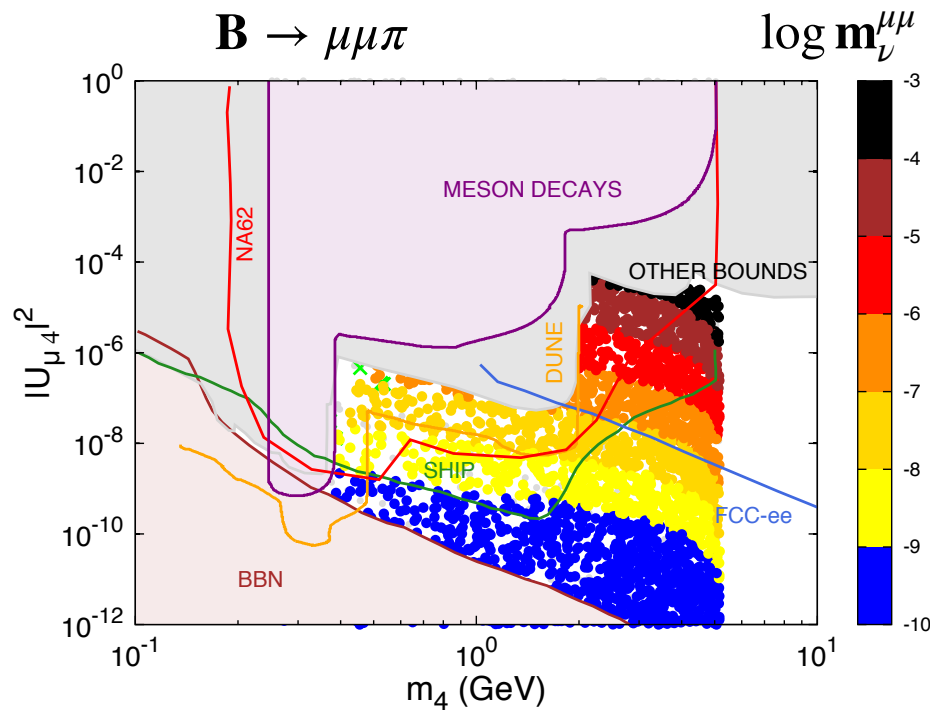 B → μμπ
log m_ν^{μμ}
10^0
10^-2
10^-4
10^-6
10^-8
10^-10
10^-12
|U_{μ4}|^2
NA62
MESON DECAYS
OTHER BOUNDS
DUNE
SHIP
FCC-ee
BBN
10^-1
10^0
10^1
m_4 (GeV)
-3
-4
-5
-6
-7
-8
-9
-10